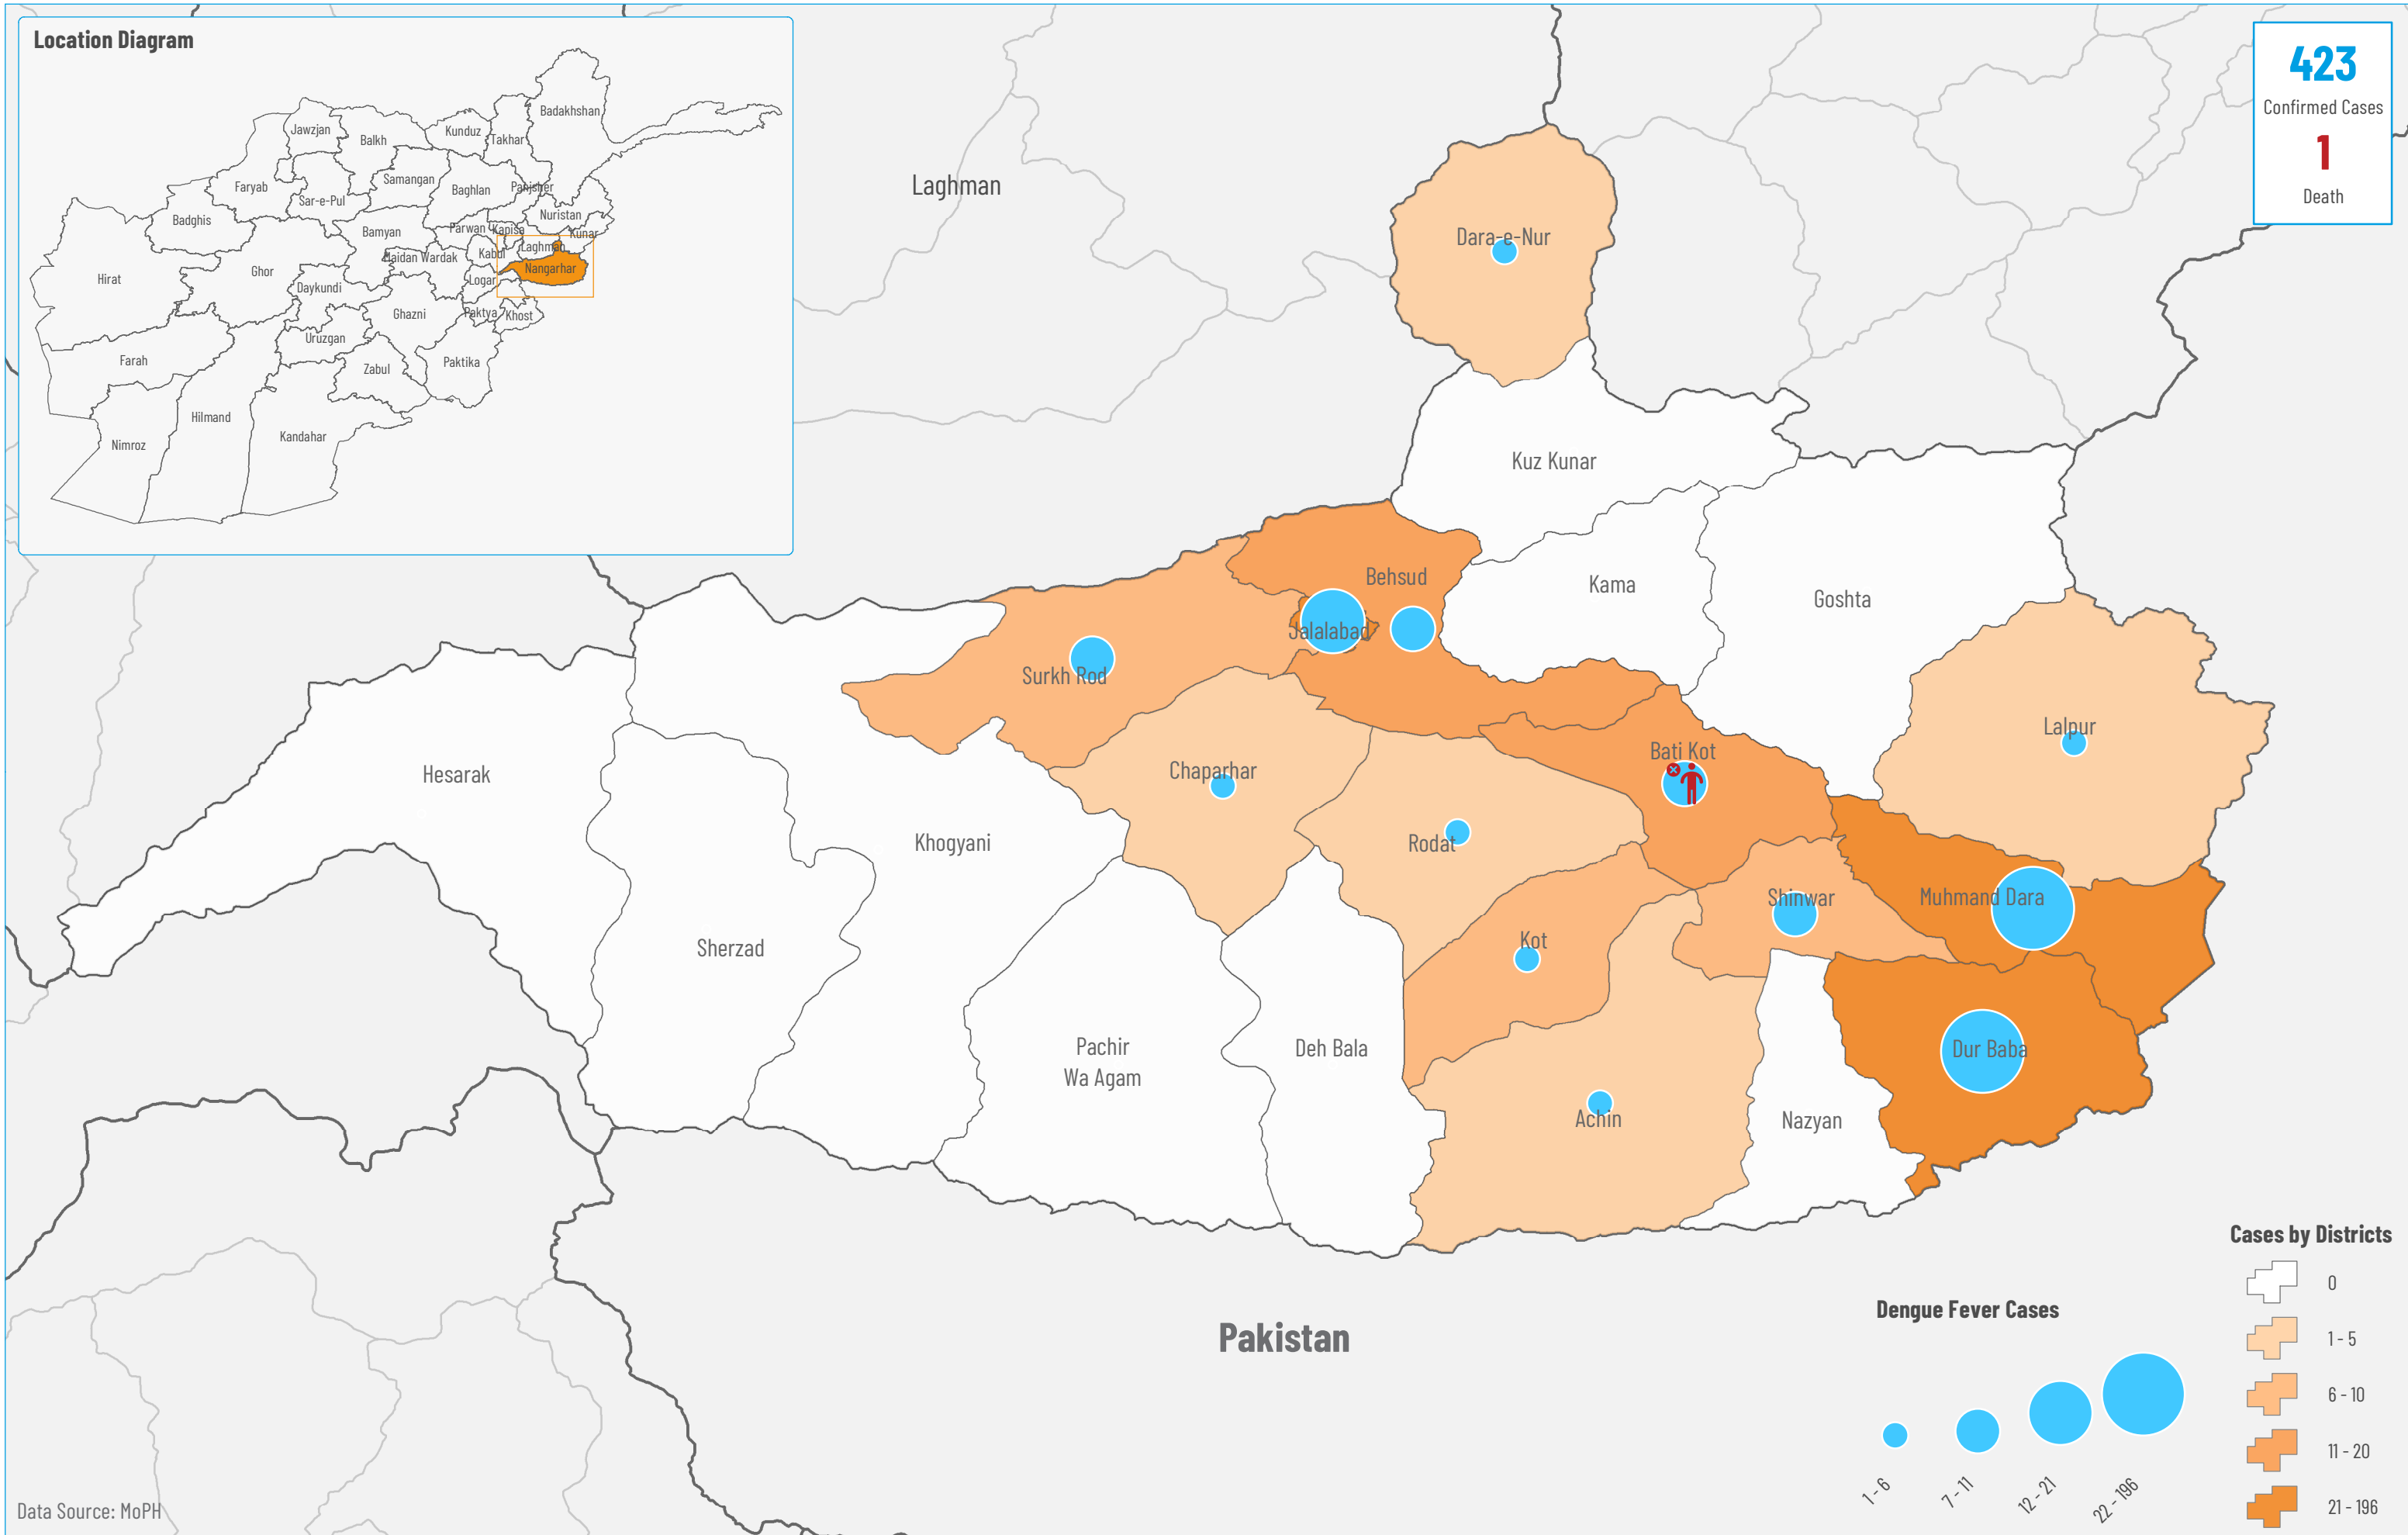 Location Diagram
Badakhshan
Jawzjan
Balkh
Kunduz
Takhar
Faryab
Samangan
Baghlan
Panjsher
Sar-e-Pul
Badghis
Nuristan
Bamyan
Parwan
Kapisa
Kunar
Laghman
Kabul
Maidan Wardak
Nangarhar
Hirat
Ghor
Daykundi
Logar
Ghazni
Paktya
Khost
Uruzgan
Farah
Zabul
Paktika
Hilmand
Kandahar
Nimroz
423
Confirmed Cases
1
Death
Laghman
Dara-e-Nur
Kuz Kunar
Behsud
Kama
Goshta
Jalalabad
Surkh Rod
Lalpur
Bati Kot
Chaparhar
Hesarak
Khogyani
Rodat
Muhmand Dara
Shinwar
Kot
Sherzad
Pachir
Wa Agam
Deh Bala
Dur Baba
Achin
Nazyan
Pakistan
Cases by Districts
0
1 - 5
6 - 10
11 - 20
21 - 196
Dengue Fever Cases
1 - 6
7 - 11
12 - 21
22 - 196
Data Source: MoPH